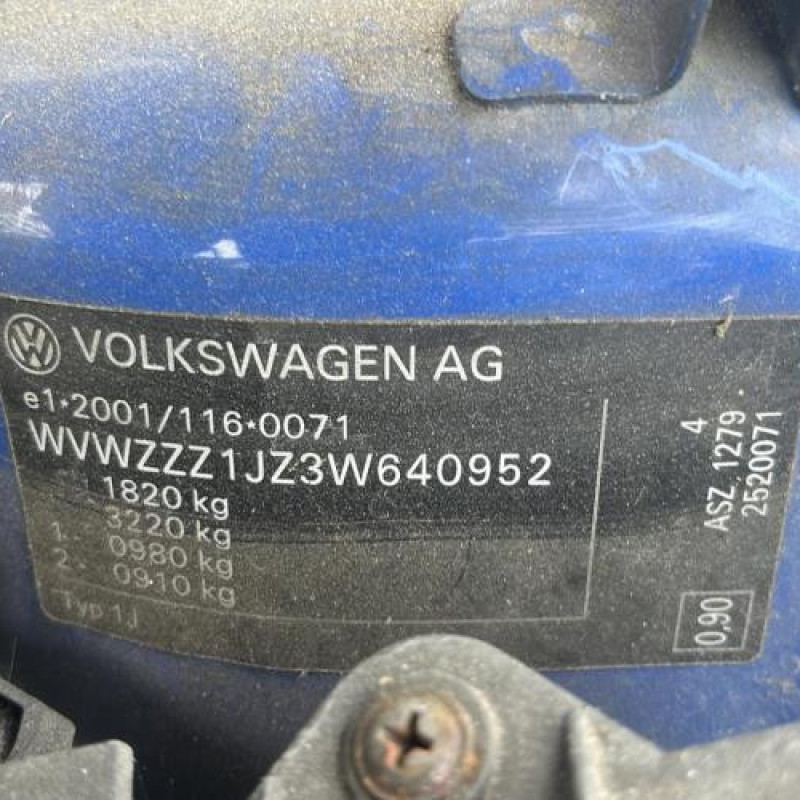 VOLKSWAGEN AG
e1*2001/116*0071
WVWZZZ1JZ3W640952
1820 kg
3220 kg
1. 0980 kg
2. 0910 kg
Typ 1J
4
ASZ 1279
2520071
0,90